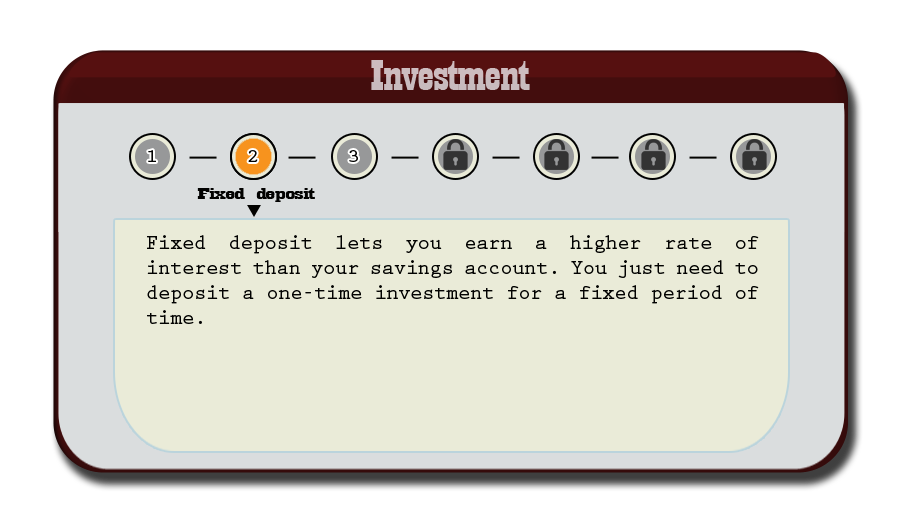 Investment
1 2 3
Fixed deposit
Fixed deposit lets you earn a higher rate of
interest than your savings account. You just need to
deposit a one-time investment for a fixed period of
time.